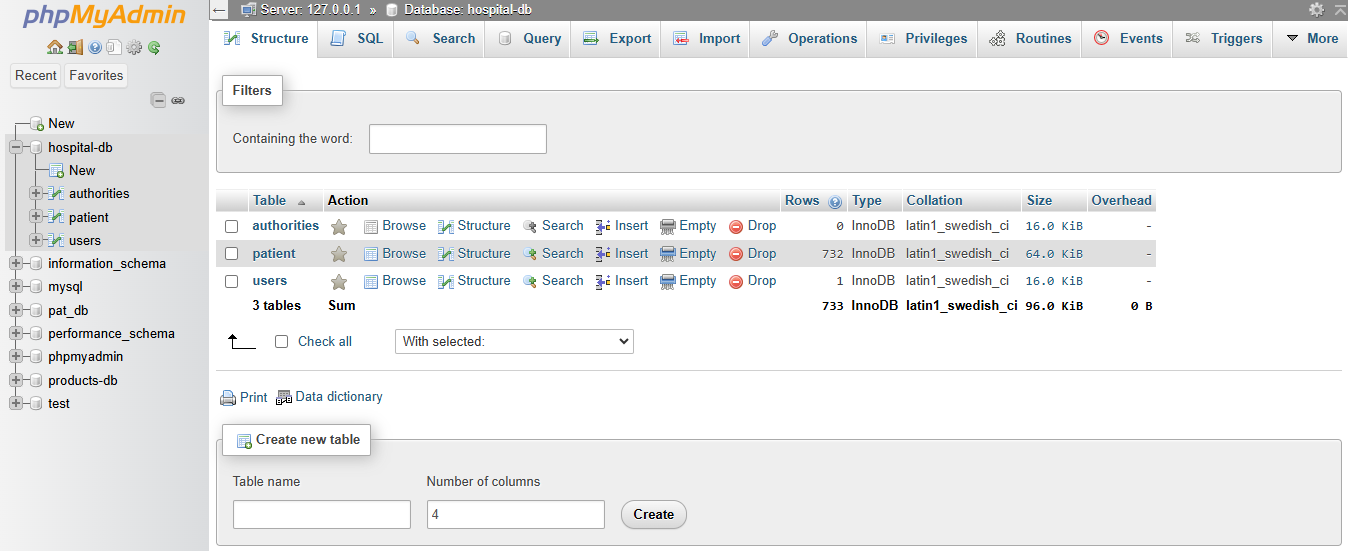 phpMyAdmin
Recent Favorites
New
hospital-db
New
authorities
patient
users
information_schema
mysql
pat_db
performance_schema
phpmyadmin
products-db
test
Server: 127.0.0.1 » Database: hospital-db
Structure SQL Search Query Export Import Operations Privileges Routines Events Triggers More
Filters
Containing the word:
Table Action Rows Type Collation Size Overhead
authorities Browse Structure Search Insert Empty Drop 0 InnoDB latin1_swedish_ci 16.0 KiB -
patient Browse Structure Search Insert Empty Drop 732 InnoDB latin1_swedish_ci 64.0 KiB -
users Browse Structure Search Insert Empty Drop 1 InnoDB latin1_swedish_ci 16.0 KiB -
3 tables Sum 733 InnoDB latin1_swedish_ci 96.0 KiB 0 B
Check all With selected:
Print Data dictionary
Create new table
Table name Number of columns
4 Create